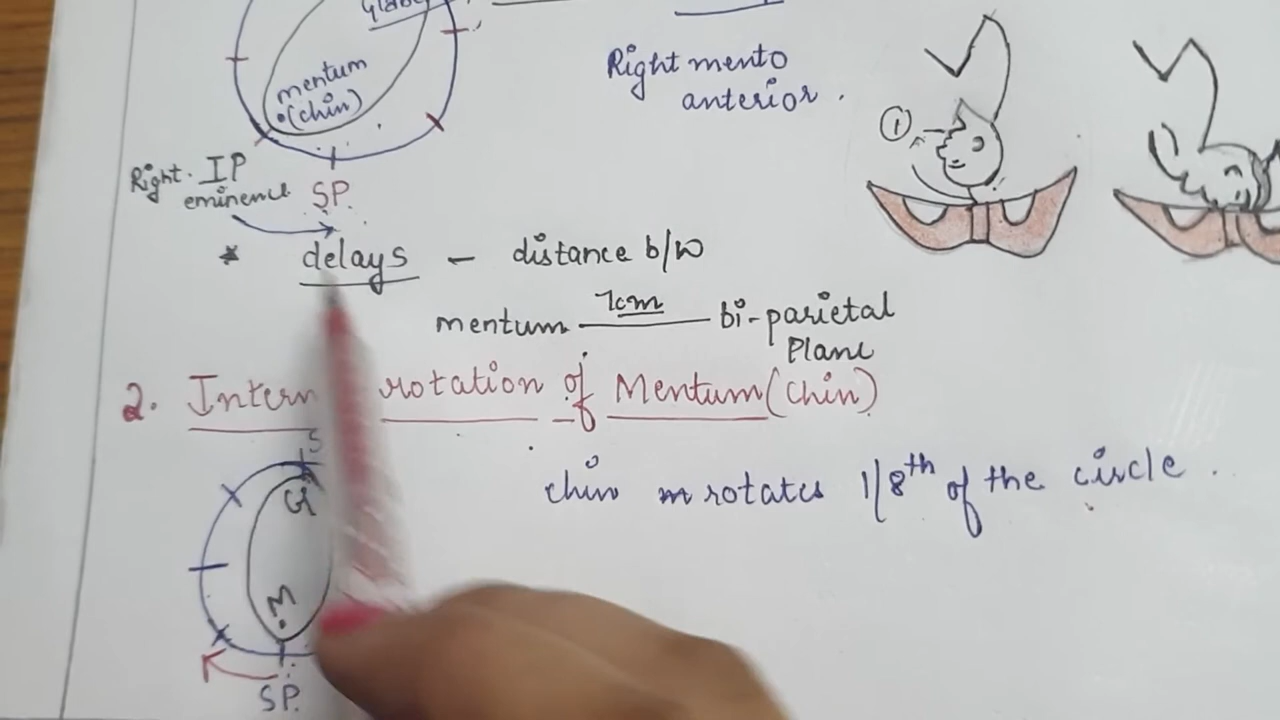 mentum
(chin)
Right mento
anterior.
①
Right. IP
eminence
SP.
* delays - distance b/w
mentum 7cm bi-parietal
Plane
2. Intern rotation of Mentum (Chin)
S
G
M
SP.
chin rotates 1/8th of the circle.